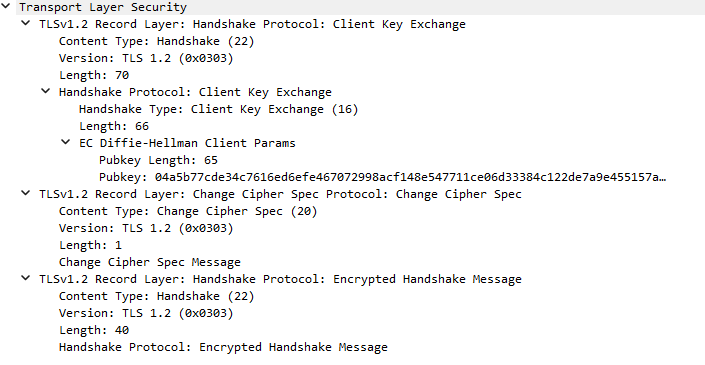 Transport Layer Security
TLSv1.2 Record Layer: Handshake Protocol: Client Key Exchange
Content Type: Handshake (22)
Version: TLS 1.2 (0x0303)
Length: 70
Handshake Protocol: Client Key Exchange
Handshake Type: Client Key Exchange (16)
Length: 66
EC Diffie-Hellman Client Params
Pubkey Length: 65
Pubkey: 04a5b77cde34c7616ed6efe467072998acf148e547711ce06d33384c122de7a9e455157a…
TLSv1.2 Record Layer: Change Cipher Spec Protocol: Change Cipher Spec
Content Type: Change Cipher Spec (20)
Version: TLS 1.2 (0x0303)
Length: 1
Change Cipher Spec Message
TLSv1.2 Record Layer: Handshake Protocol: Encrypted Handshake Message
Content Type: Handshake (22)
Version: TLS 1.2 (0x0303)
Length: 40
Handshake Protocol: Encrypted Handshake Message